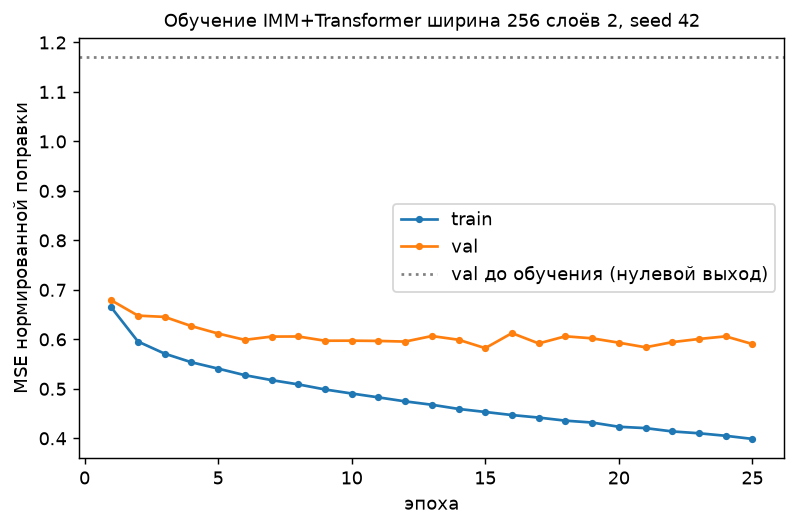 Обучение IMM+Transformer ширина 256 слоёв 2, seed 42
MSE нормированной поправки
1.2
1.1
1.0
0.9
0.8
0.7
0.6
0.5
0.4
train
val
val до обучения (нулевой выход)
0 5 10 15 20 25
эпоха